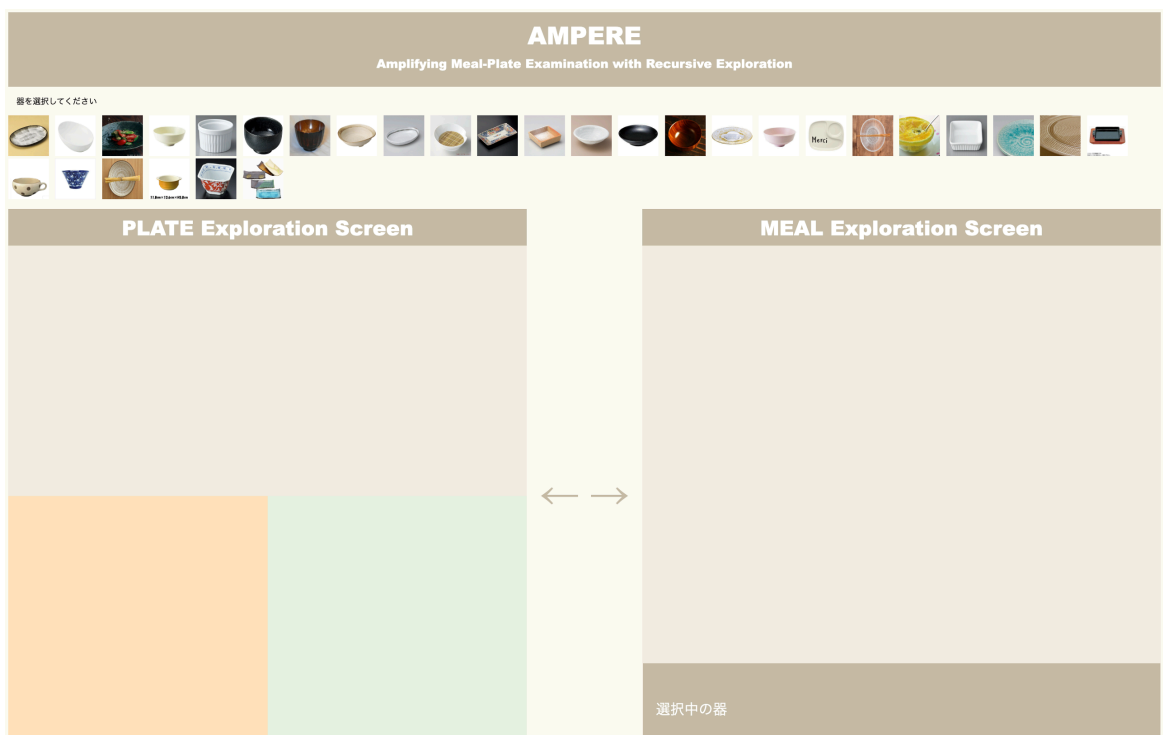 AMPERE
Amplifying Meal-Plate Examination with Recursive Exploration
器を選択してください
Merci
PLATE Exploration Screen
MEAL Exploration Screen
選択中の器